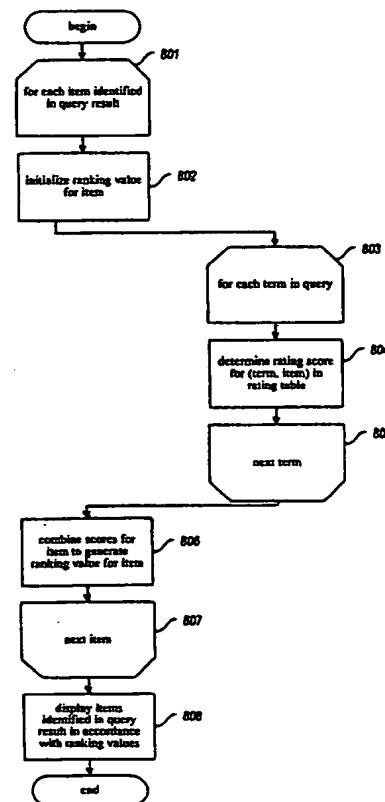 begin
801
for each item identified
in query result
802
initialize ranking value
for item
803
for each term in query
80
determine rating score
for (term, item) in
rating table
80
next term
806
combine scores for
item to generate
ranking value for item
807
next item
808
display items
identified in query
result in accordance
with ranking values
end